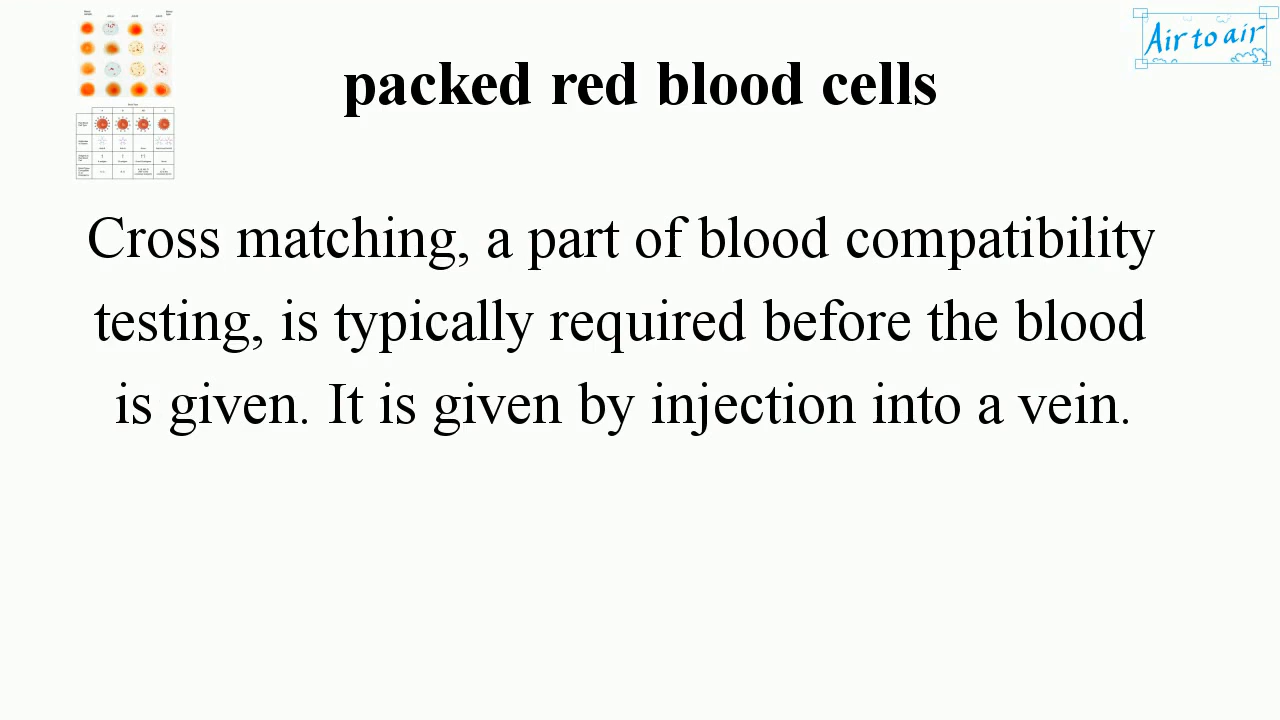 Air to air
packed red blood cells
Cross matching, a part of blood compatibility
testing, is typically required before the blood
is given. It is given by injection into a vein.